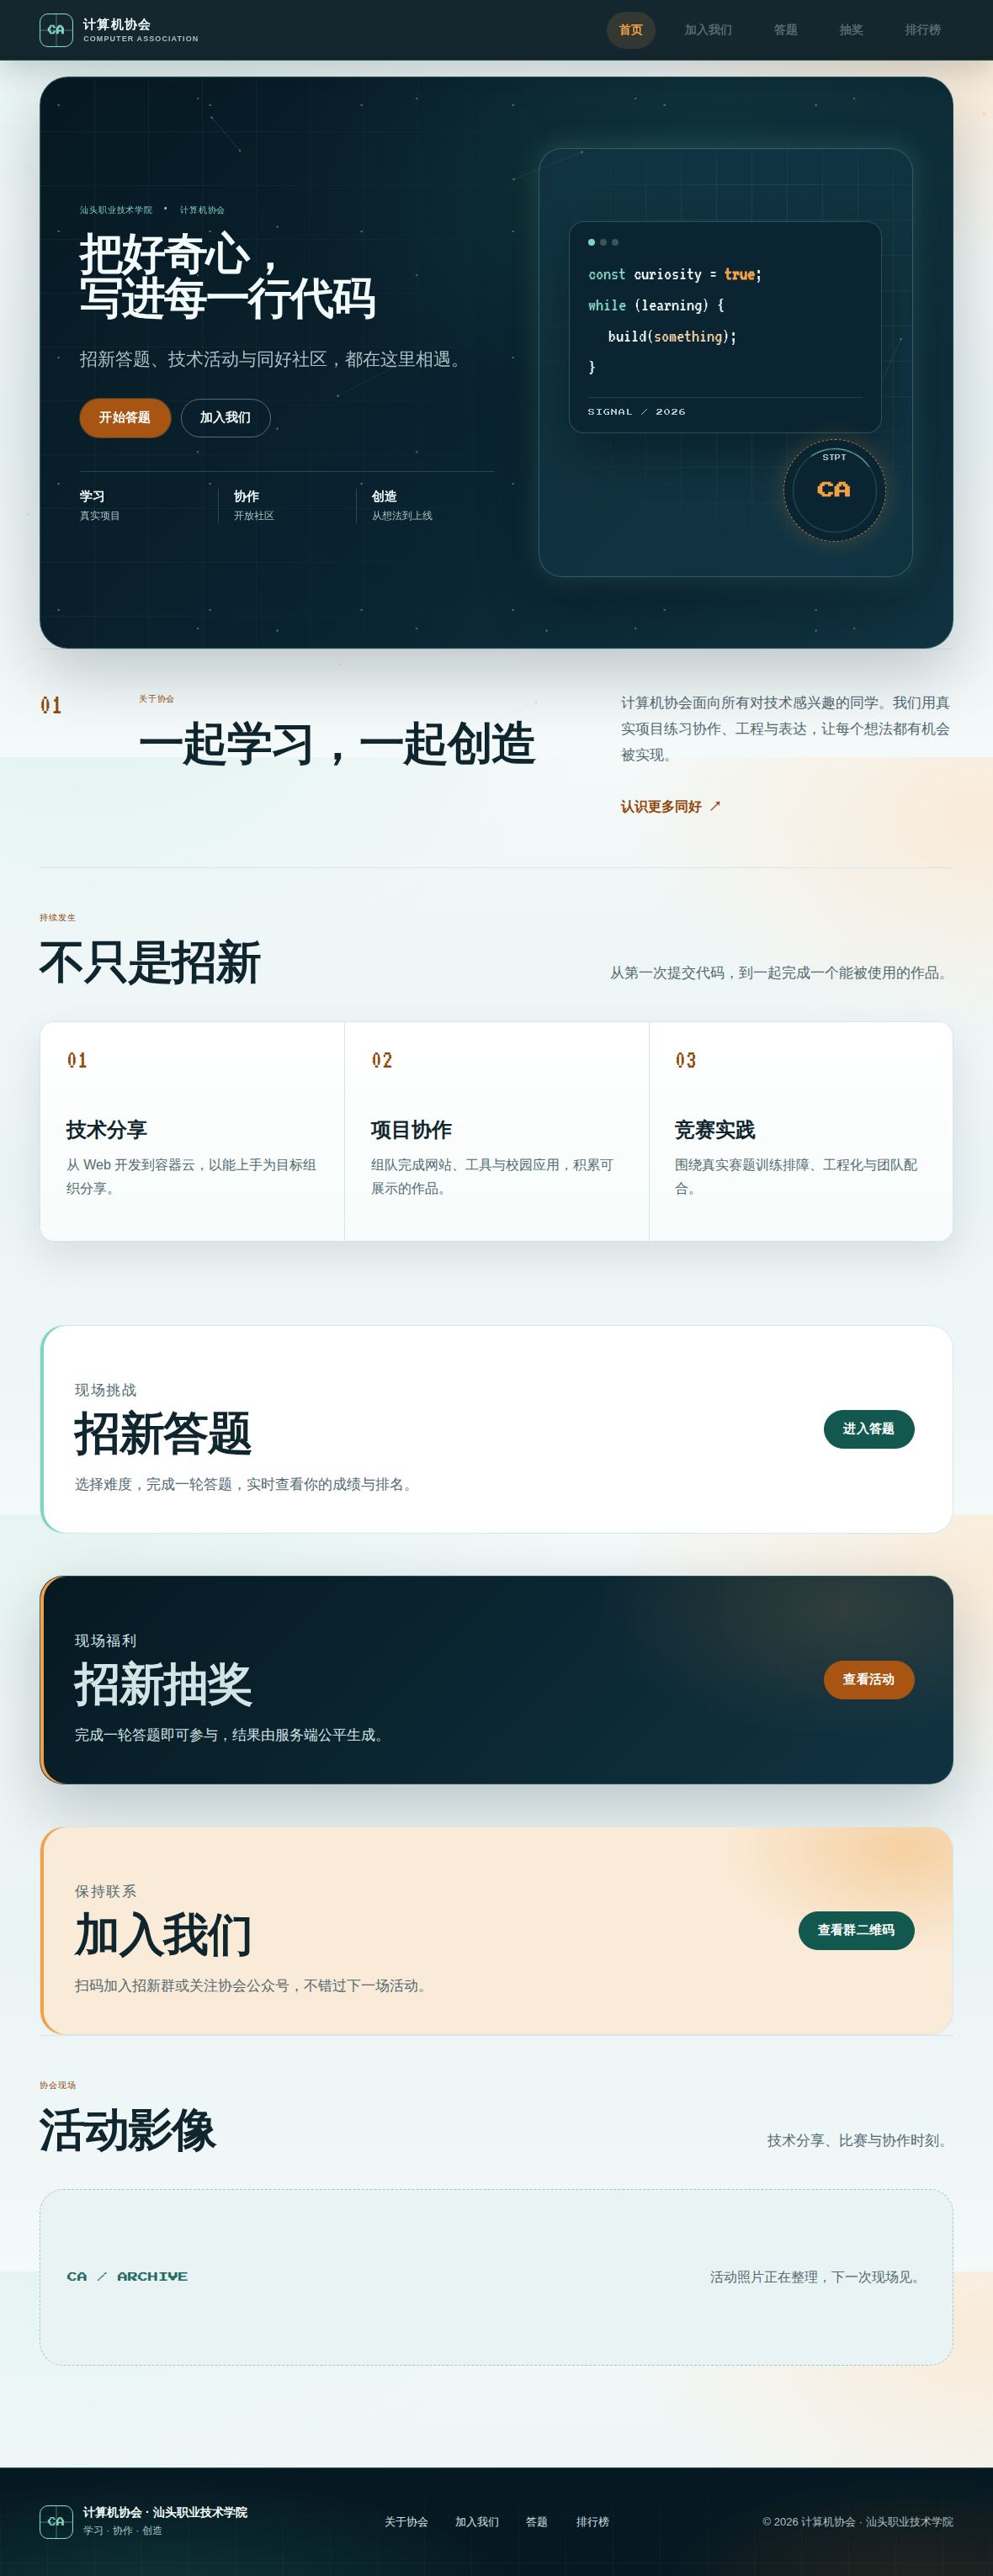 CA
计算机协会
COMPUTER ASSOCIATION
首页
加入我们
答题
抽奖
排行榜
汕头职业技术学院 • 计算机协会
把好奇心，
写进每一行代码
招新答题、技术活动与同好社区，都在这里相遇。
开始答题
加入我们
学习
真实项目
协作
开放社区
创造
从想法到上线
const curiosity = true;
while (learning) {
build(something);
}
SIGNAL / 2026
STPT
CA
01
关于协会
一起学习，一起创造
计算机协会面向所有对技术感兴趣的同学。我们用真
实项目练习协作、工程与表达，让每个想法都有机会
被实现。
认识更多同好 ↗
持续发生
不只是招新
从第一次提交代码，到一起完成一个能被使用的作品。
01
技术分享
从 Web 开发到容器云，以能上手为目标组
织分享。
02
项目协作
组队完成网站、工具与校园应用，积累可
展示的作品。
03
竞赛实践
围绕真实赛题训练排障、工程化与团队配
合。
现场挑战
招新答题
选择难度，完成一轮答题，实时查看你的成绩与排名。
进入答题
现场福利
招新抽奖
完成一轮答题即可参与，结果由服务端公平生成。
查看活动
保持联系
加入我们
扫码加入招新群或关注协会公众号，不错过下一场活动。
查看群二维码
协会现场
活动影像
技术分享、比赛与协作时刻。
CA / ARCHIVE
活动照片正在整理，下一次现场见。
CA
计算机协会 · 汕头职业技术学院
学习 · 协作 · 创造
关于协会
加入我们
答题
排行榜
© 2026 计算机协会 · 汕头职业技术学院